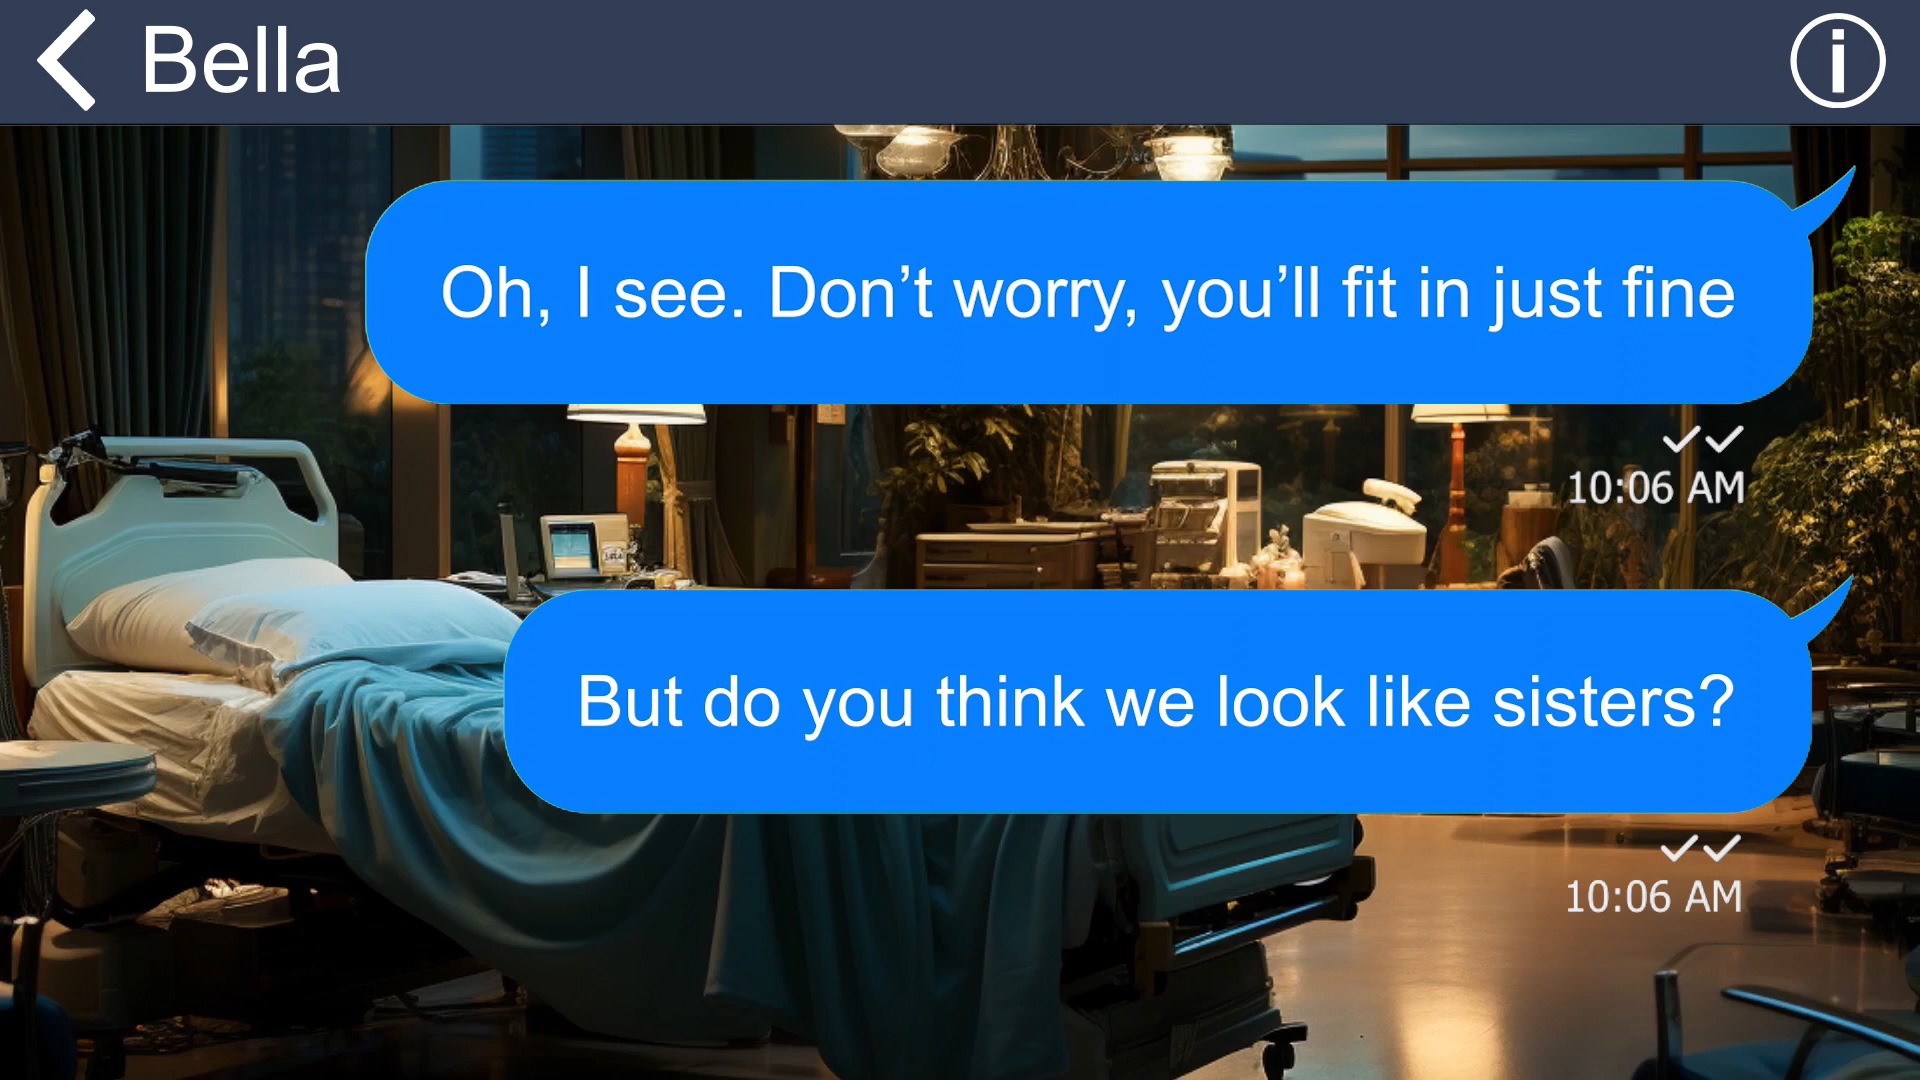 Bella
Oh, I see. Don’t worry, you’ll fit in just fine
10:06 AM
But do you think we look like sisters?
10:06 AM